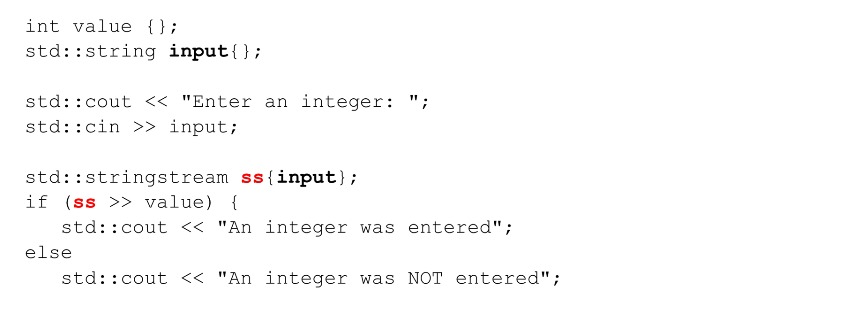 int value {};
std::string input{};
std::cout << "Enter an integer: ";
std::cin >> input;
std::stringstream ss{input};
if (ss >> value) {
std::cout << "An integer was entered";
else
std::cout << "An integer was NOT entered";